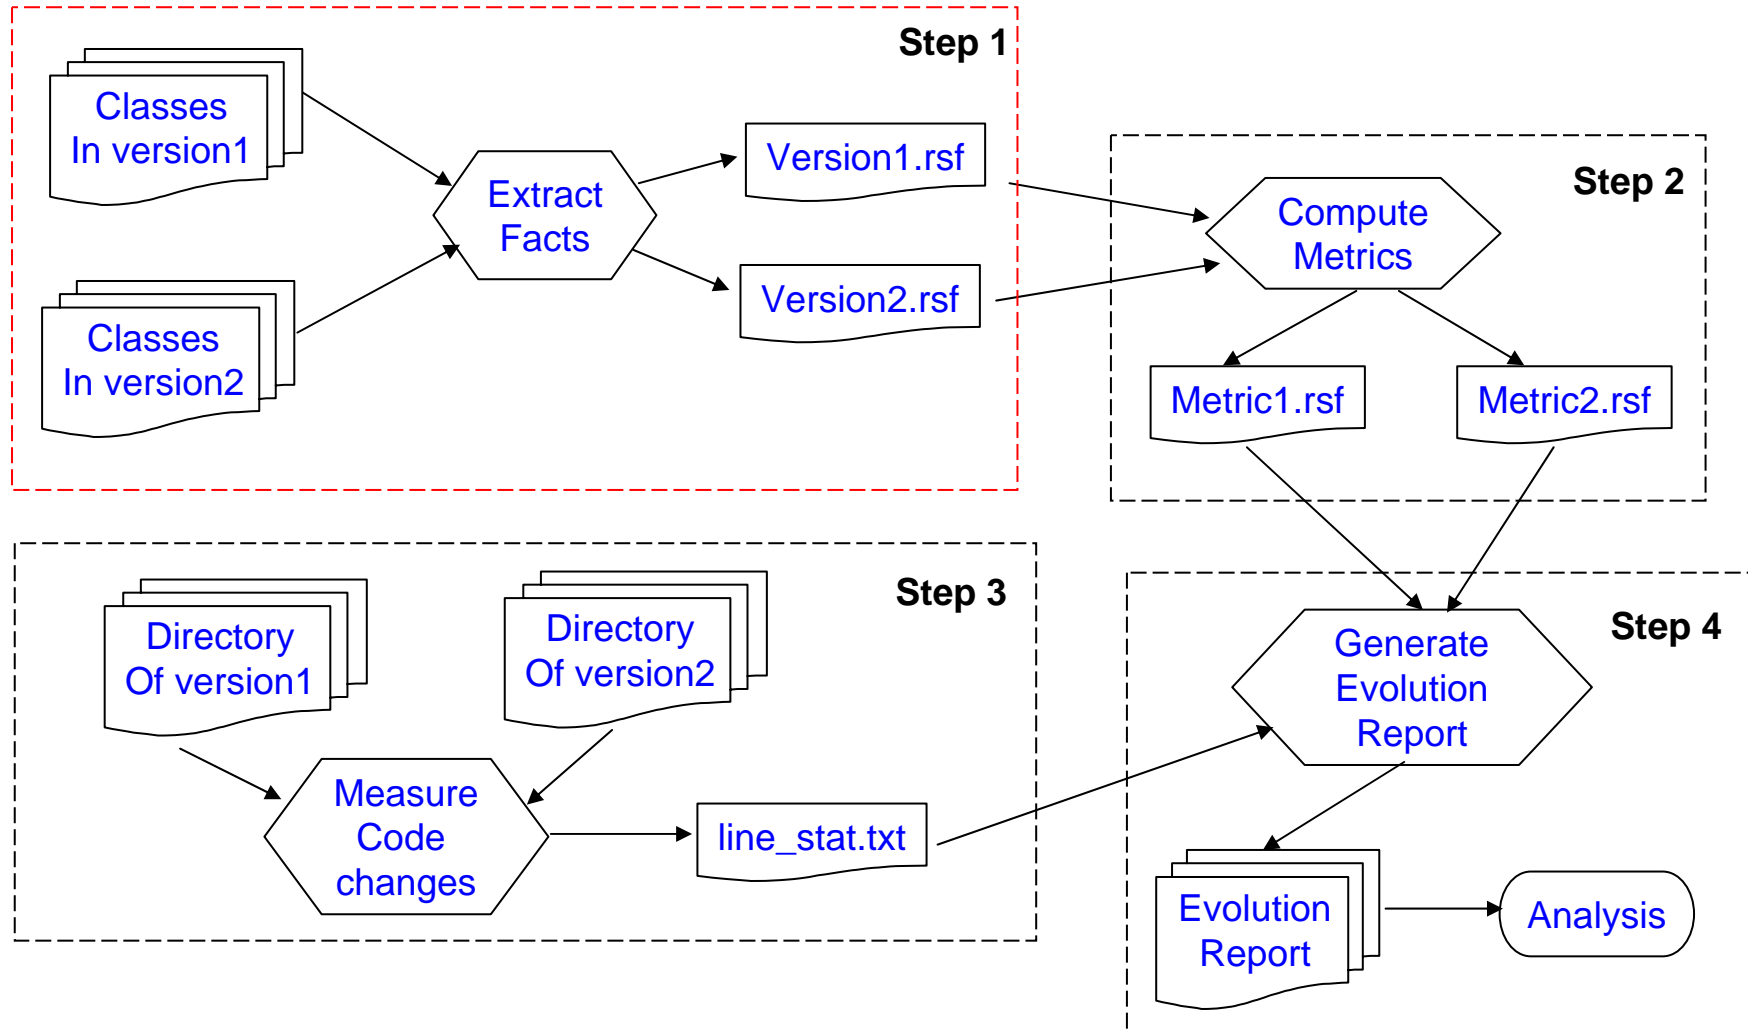 Step 1
Classes
In version1
Extract
Facts
Version1.rsf
Version2.rsf
Classes
In version2
Step 2
Compute
Metrics
Metric1.rsf
Metric2.rsf
Step 3
Directory
Of version1
Directory
Of version2
Measure
Code
changes
line_stat.txt
Step 4
Generate
Evolution
Report
Evolution
Report
Analysis